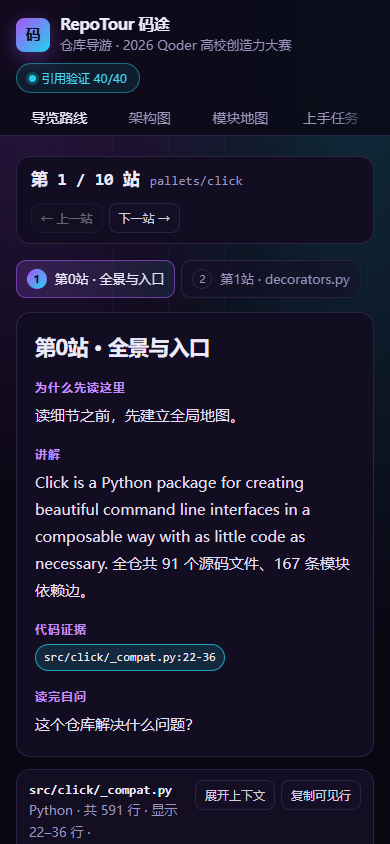 码
RepoTour 码途
仓库导游 · 2026 Qoder 高校创造力大赛
引用验证 40/40
导览路线 架构图 模块地图 上手任务
第 1 / 10 站 pallets/click
← 上一站 下一站 →
1 第0站 · 全景与入口 2 第1站 · decorators.py
第0站 · 全景与入口
为什么先读这里
读细节之前，先建立全局地图。
讲解
Click is a Python package for creating
beautiful command line interfaces in a
composable way with as little code as
necessary. 全仓共 91 个源码文件、167 条模块
依赖边。
代码证据
src/click/_compat.py:22-36
读完自问
这个仓库解决什么问题？
src/click/_compat.py 展开上下文 复制可见行
Python · 共 591 行 · 显示
22–36 行 ·